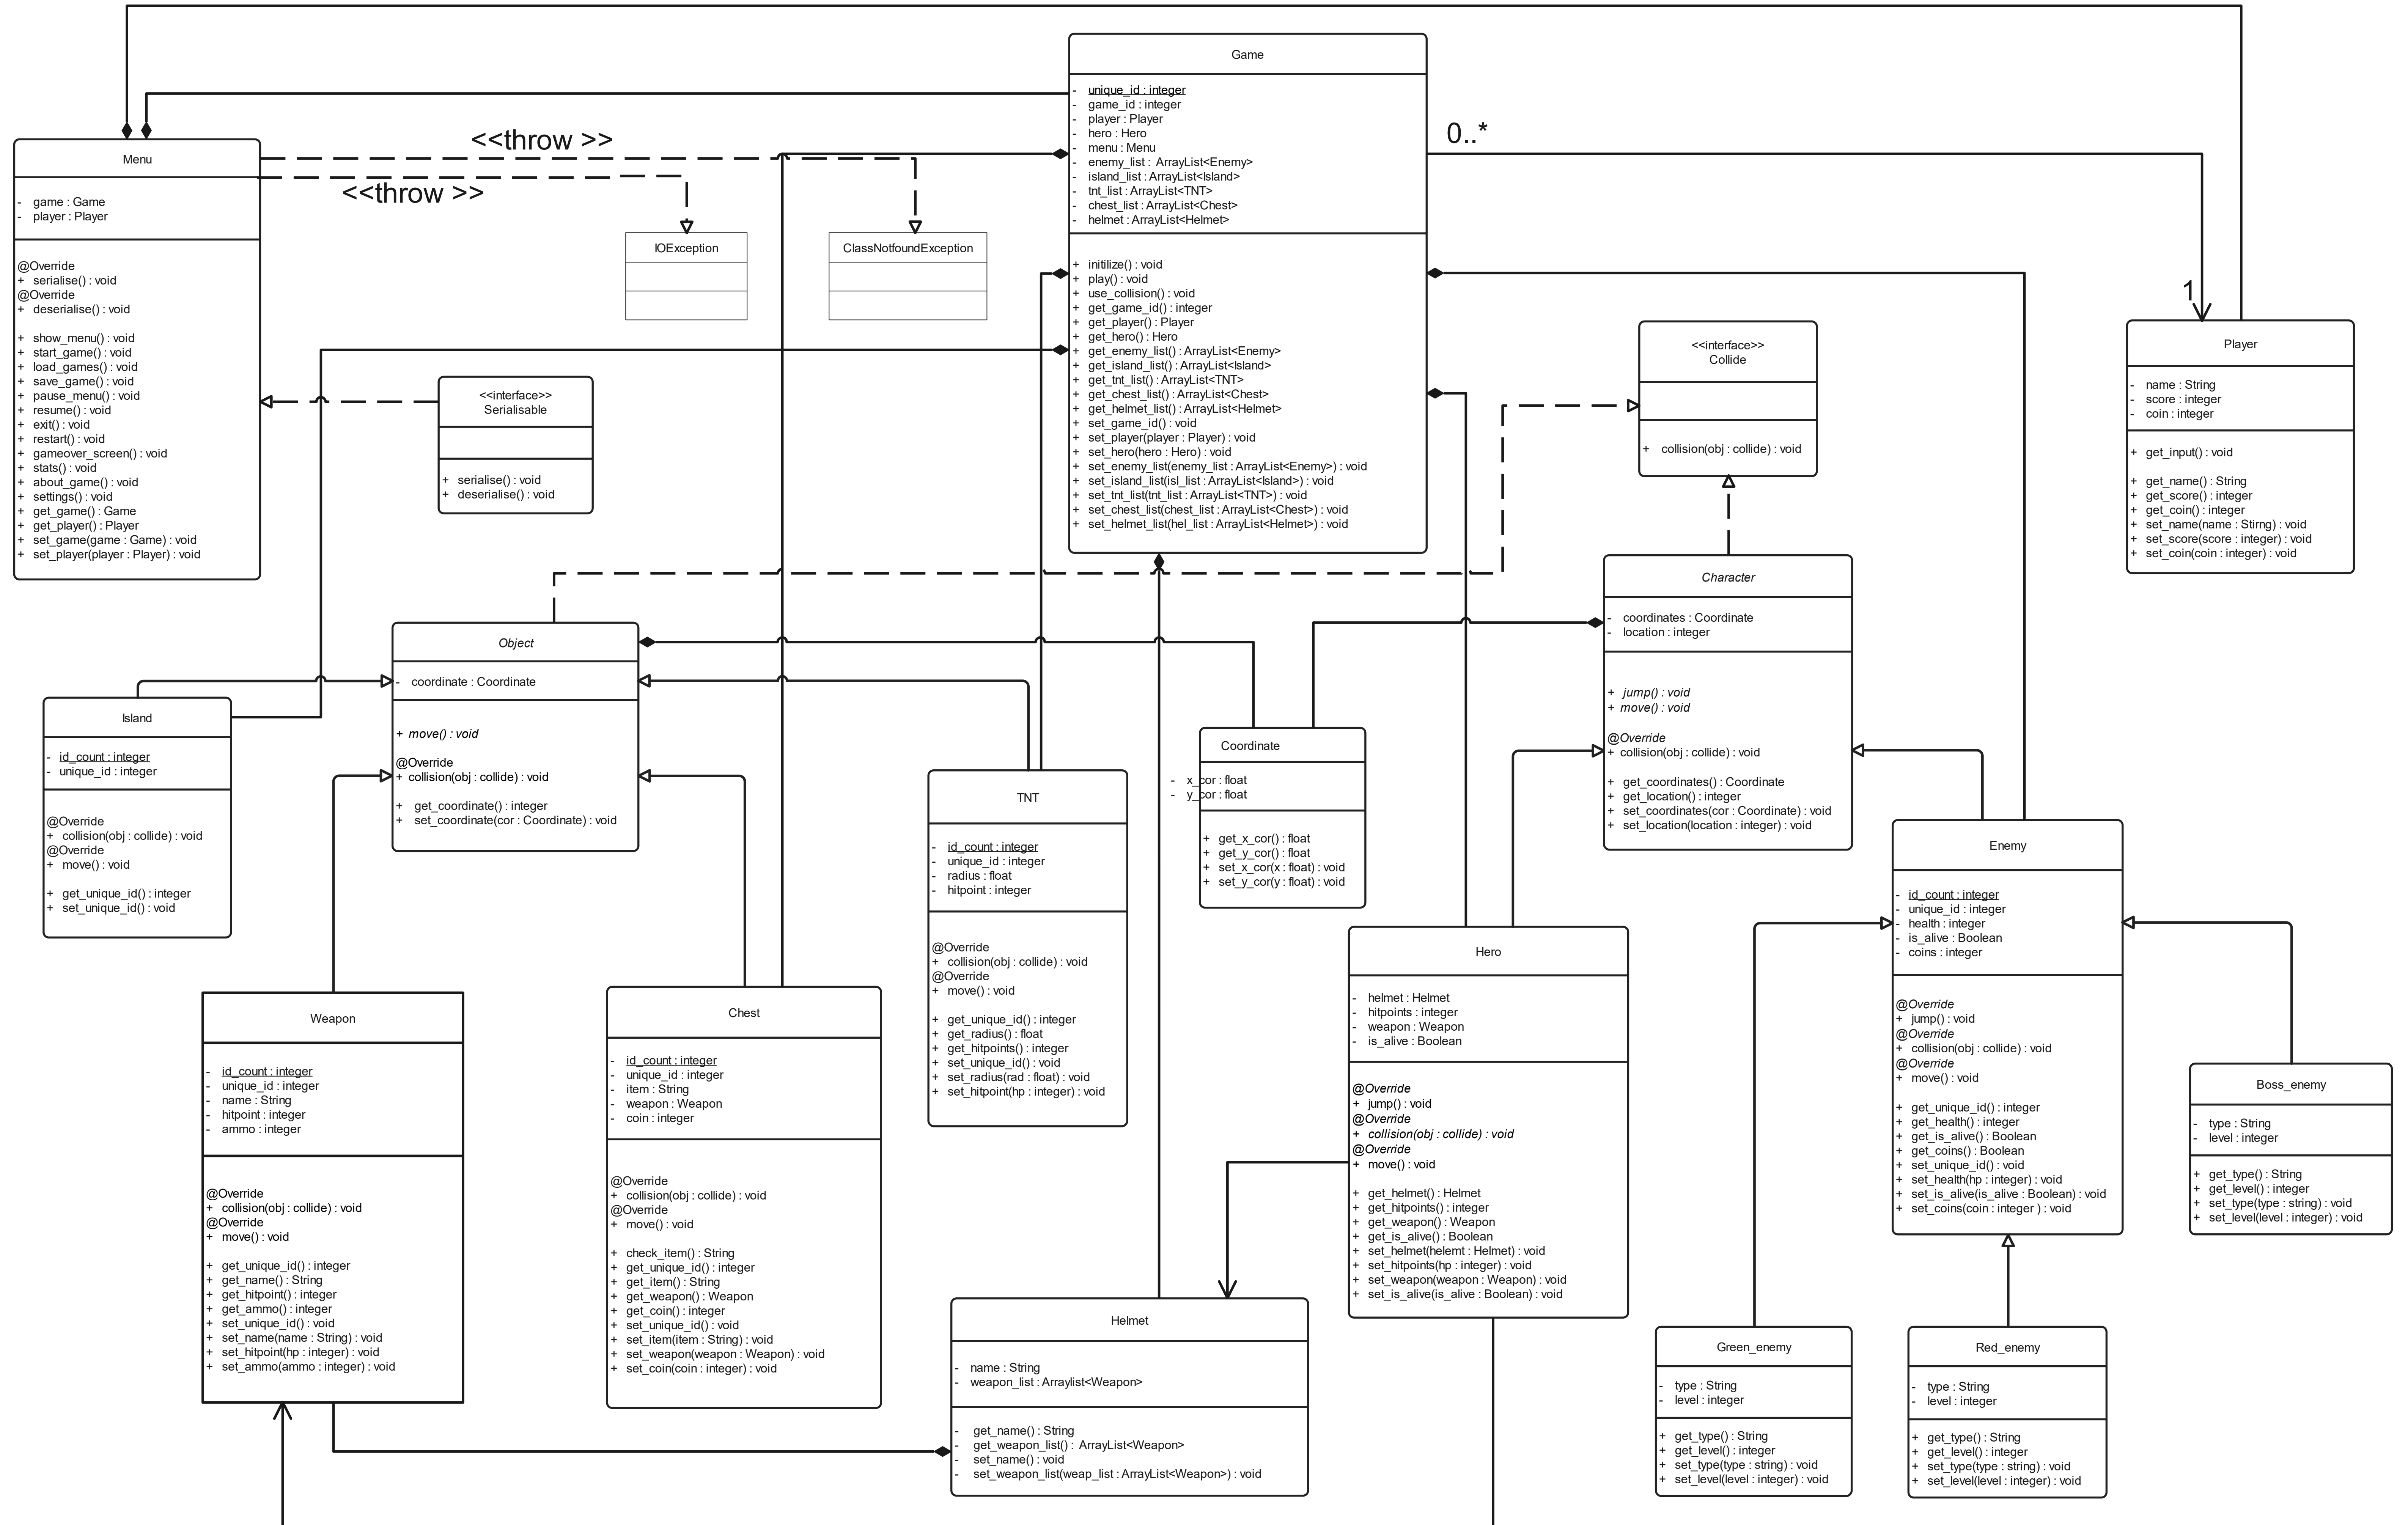 Game
- unique_id : integer
- game_id : integer
- player : Player
- hero : Hero
- menu : Menu
- enemy_list : ArrayList<Enemy>
- island_list : ArrayList<Island>
- tnt_list : ArrayList<TNT>
- chest_list : ArrayList<Chest>
- helmet : ArrayList<Helmet>
+ initilize() : void
+ play() : void
+ use_collision() : void
+ get_game_id() : integer
+ get_player() : Player
+ get_hero() : Hero
+ get_enemy_list() : ArrayList<Enemy>
+ get_island_list() : ArrayList<Island>
+ get_tnt_list() : ArrayList<TNT>
+ get_chest_list() : ArrayList<Chest>
+ get_helmet_list() : ArrayList<Helmet>
+ set_game_id() : void
+ set_player(player : Player) : void
+ set_hero(hero : Hero) : void
+ set_enemy_list(enemy_list : ArrayList<Enemy>) : void
+ set_island_list(isl_list : ArrayList<Island>) : void
+ set_tnt_list(tnt_list : ArrayList<TNT>) : void
+ set_chest_list(chest_list : ArrayList<Chest>) : void
+ set_helmet_list(hel_list : ArrayList<Helmet>) : void
0..*
1
Menu
- game : Game
- player : Player
@Override
+ serialise() : void
@Override
+ deserialise() : void
+ show_menu() : void
+ start_game() : void
+ load_games() : void
+ save_game() : void
+ pause_menu() : void
+ resume() : void
+ exit() : void
+ restart() : void
+ gameover_screen() : void
+ stats() : void
+ about_game() : void
+ settings() : void
+ get_game() : Game
+ get_player() : Player
+ set_game(game : Game) : void
+ set_player(player : Player) : void
<<throw >>
<<throw >>
IOException
ClassNotfoundException
<<interface>>
Serialisable
+ serialise() : void
+ deserialise() : void
<<interface>>
Collide
+ collision(obj : collide) : void
Player
- name : String
- score : integer
- coin : integer
+ get_input() : void
+ get_name() : String
+ get_score() : integer
+ get_coin() : integer
+ set_name(name : Stirng) : void
+ set_score(score : integer) : void
+ set_coin(coin : integer) : void
Object
- coordinate : Coordinate
+ move() : void
@Override
+ collision(obj : collide) : void
+ get_coordinate() : integer
+ set_coordinate(cor : Coordinate) : void
Character
- coordinates : Coordinate
- location : integer
+ jump() : void
+ move() : void
@Override
+ collision(obj : collide) : void
+ get_coordinates() : Coordinate
+ get_location() : integer
+ set_coordinates(cor : Coordinate) : void
+ set_location(location : integer) : void
Island
- id_count : integer
- unique_id : integer
@Override
+ collision(obj : collide) : void
@Override
+ move() : void
+ get_unique_id() : integer
+ set_unique_id() : void
TNT
- id_count : integer
- unique_id : integer
- radius : float
- hitpoint : integer
@Override
+ collision(obj : collide) : void
@Override
+ move() : void
+ get_unique_id() : integer
+ get_radius() : float
+ get_hitpoints() : integer
+ set_unique_id() : void
+ set_radius(rad : float) : void
+ set_hitpoint(hp : integer) : void
Coordinate
- x_cor : float
- y_cor : float
+ get_x_cor() : float
+ get_y_cor() : float
+ set_x_cor(x : float) : void
+ set_y_cor(y : float) : void
Enemy
- id_count : integer
- unique_id : integer
- health : integer
- is_alive : Boolean
- coins : integer
@Override
+ jump() : void
@Override
+ collision(obj : collide) : void
@Override
+ move() : void
+ get_unique_id() : integer
+ get_health() : integer
+ get_is_alive() : Boolean
+ get_coins() : Boolean
+ set_unique_id() : void
+ set_health(hp : integer) : void
+ set_is_alive(is_alive : Boolean) : void
+ set_coins(coin : integer ) : void
Hero
- helmet : Helmet
- hitpoints : integer
- weapon : Weapon
- is_alive : Boolean
@Override
+ jump() : void
@Override
+ collision(obj : collide) : void
@Override
+ move() : void
+ get_helmet() : Helmet
+ get_hitpoints() : integer
+ get_weapon() : Weapon
+ get_is_alive() : Boolean
+ set_helmet(helemt : Helmet) : void
+ set_hitpoints(hp : integer) : void
+ set_weapon(weapon : Weapon) : void
+ set_is_alive(is_alive : Boolean) : void
Weapon
- id_count : integer
- unique_id : integer
- name : String
- hitpoint : integer
- ammo : integer
@Override
+ collision(obj : collide) : void
@Override
+ move() : void
+ get_unique_id() : integer
+ get_name() : String
+ get_hitpoint() : integer
+ get_ammo() : integer
+ set_unique_id() : void
+ set_name(name : String) : void
+ set_hitpoint(hp : integer) : void
+ set_ammo(ammo : integer) : void
Chest
- id_count : integer
- unique_id : integer
- item : String
- weapon : Weapon
- coin : integer
@Override
+ collision(obj : collide) : void
@Override
+ move() : void
+ check_item() : String
+ get_unique_id() : integer
+ get_item() : String
+ get_weapon() : Weapon
+ get_coin() : integer
+ set_unique_id() : void
+ set_item(item : String) : void
+ set_weapon(weapon : Weapon) : void
+ set_coin(coin : integer) : void
Boss_enemy
- type : String
- level : integer
+ get_type() : String
+ get_level() : integer
+ set_type(type : string) : void
+ set_level(level : integer) : void
Helmet
- name : String
- weapon_list : Arraylist<Weapon>
- get_name() : String
- get_weapon_list() : ArrayList<Weapon>
- set_name() : void
- set_weapon_list(weap_list : ArrayList<Weapon>) : void
Green_enemy
- type : String
- level : integer
+ get_type() : String
+ get_level() : integer
+ set_type(type : string) : void
+ set_level(level : integer) : void
Red_enemy
- type : String
- level : integer
+ get_type() : String
+ get_level() : integer
+ set_type(type : string) : void
+ set_level(level : integer) : void